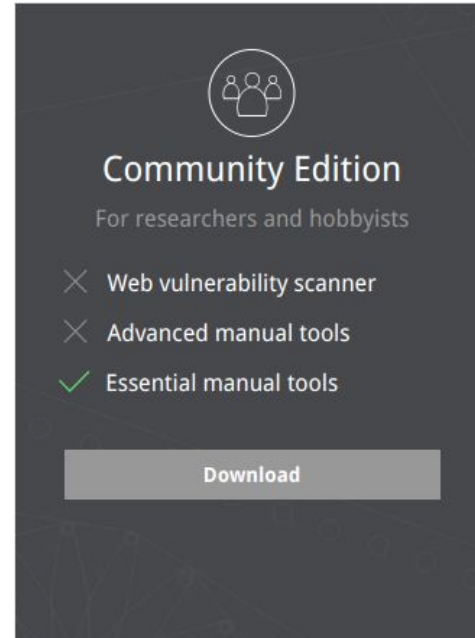 Community Edition
For researchers and hobbyists
Web vulnerability scanner
Advanced manual tools
Essential manual tools
Download